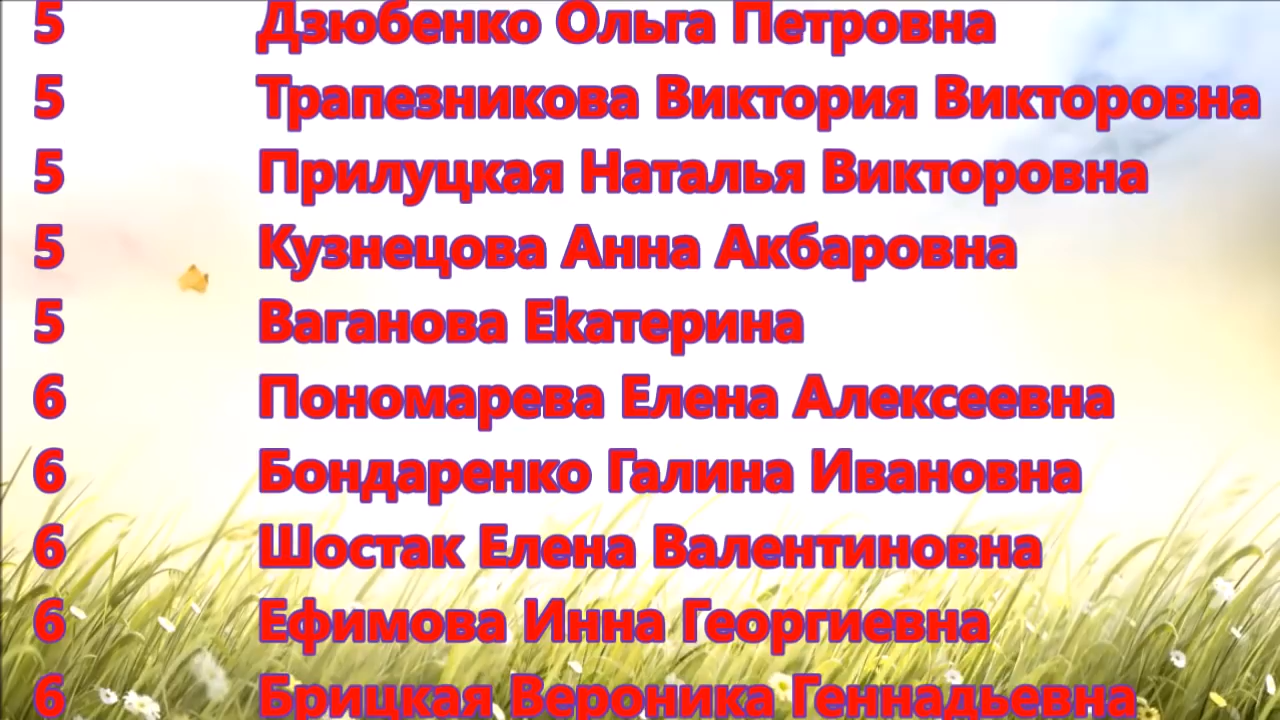 5 Дзюбенко Ольга Петровна
5 Трапезникова Виктория Викторовна
5 Прилуцкая Наталья Викторовна
5 Кузнецова Анна Акбаровна
5 Ваганова Екатерина
6 Пономарева Елена Алексеевна
6 Бондаренко Галина Ивановна
6 Шостак Елена Валентиновна
6 Ефимова Инна Георгиевна
6 Брицкая Вероника Геннадьевна